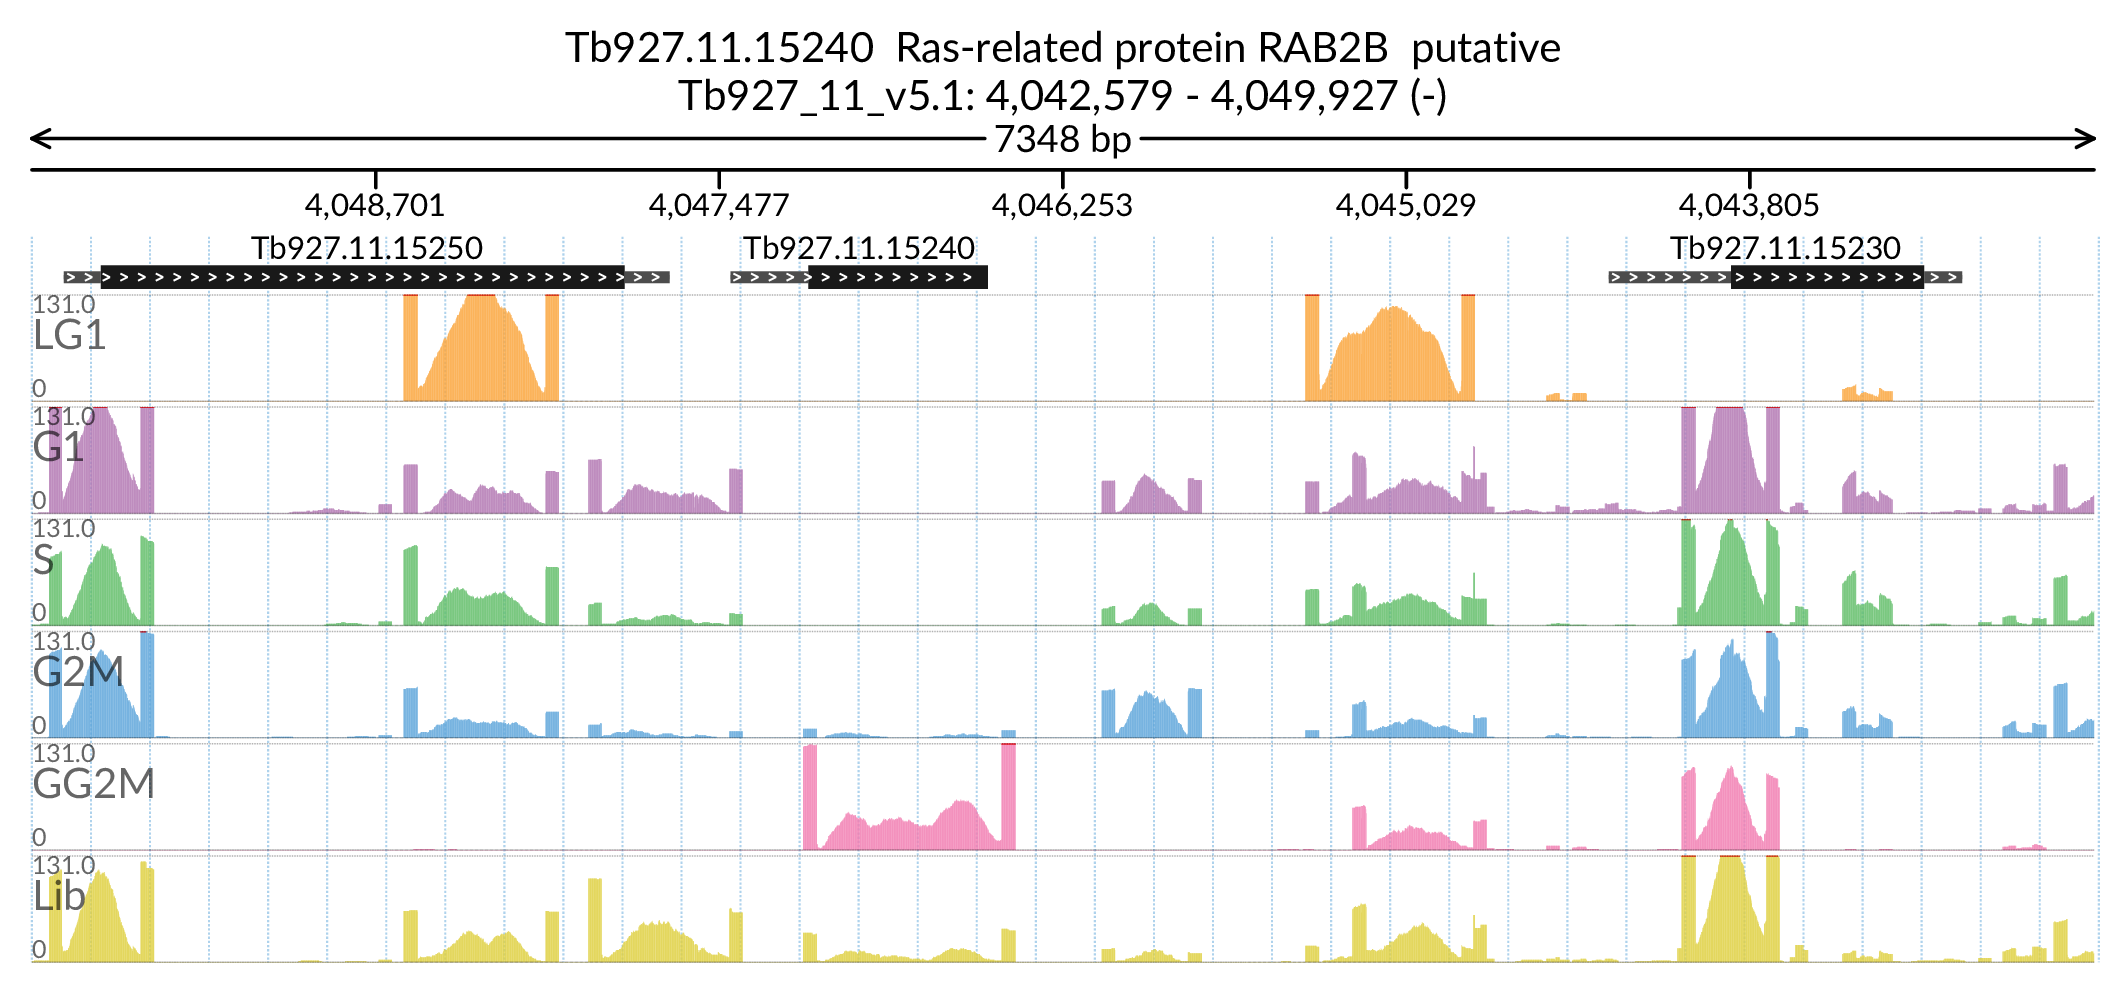 Tb927.11.15240 Ras-related protein RAB2B putative
Tb927_11_v5.1: 4,042,579 - 4,049,927 (-)
7348 bp
4,048,701 4,047,477 4,046,253 4,045,029 4,043,805
Tb927.11.15250 Tb927.11.15240 Tb927.11.15230
131.0
LG1
0
131.0
G1
0
131.0
S
0
131.0
G2M
0
131.0
GG2M
0
131.0
Lib
0